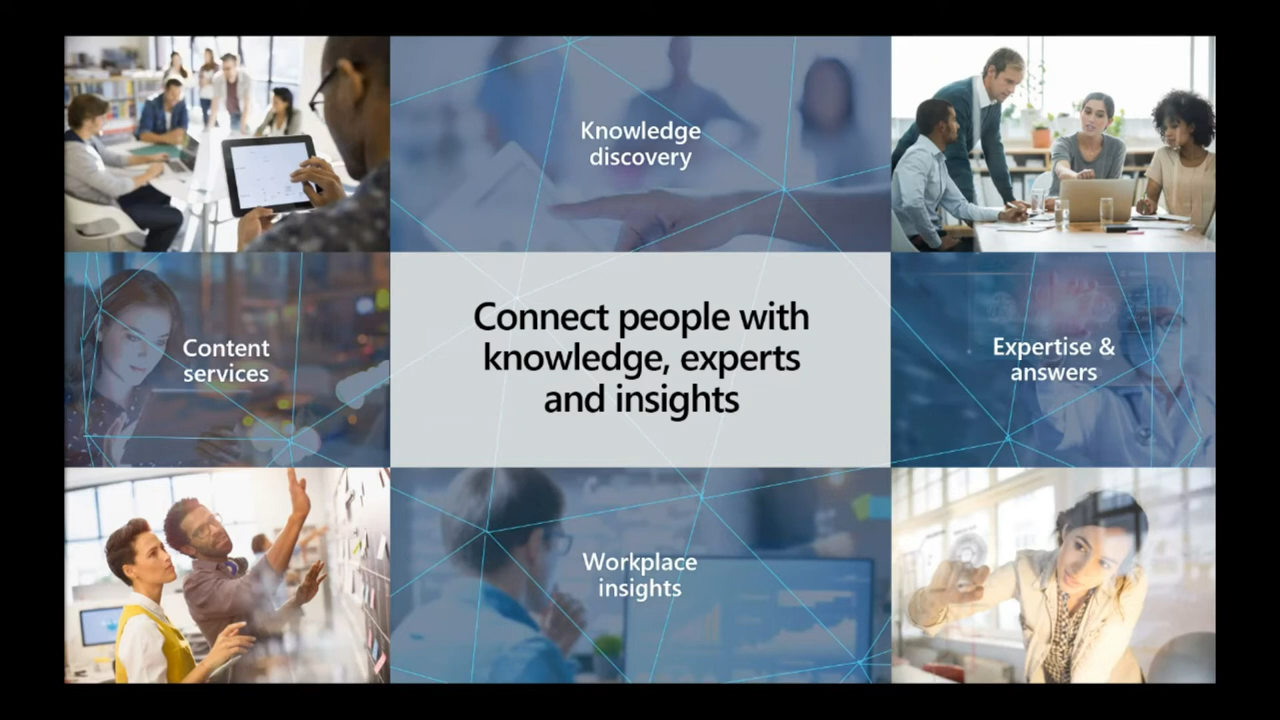 Knowledge
discovery
Content
services
Connect people with
knowledge, experts
and insights
Expertise &
answers
Workplace
insights